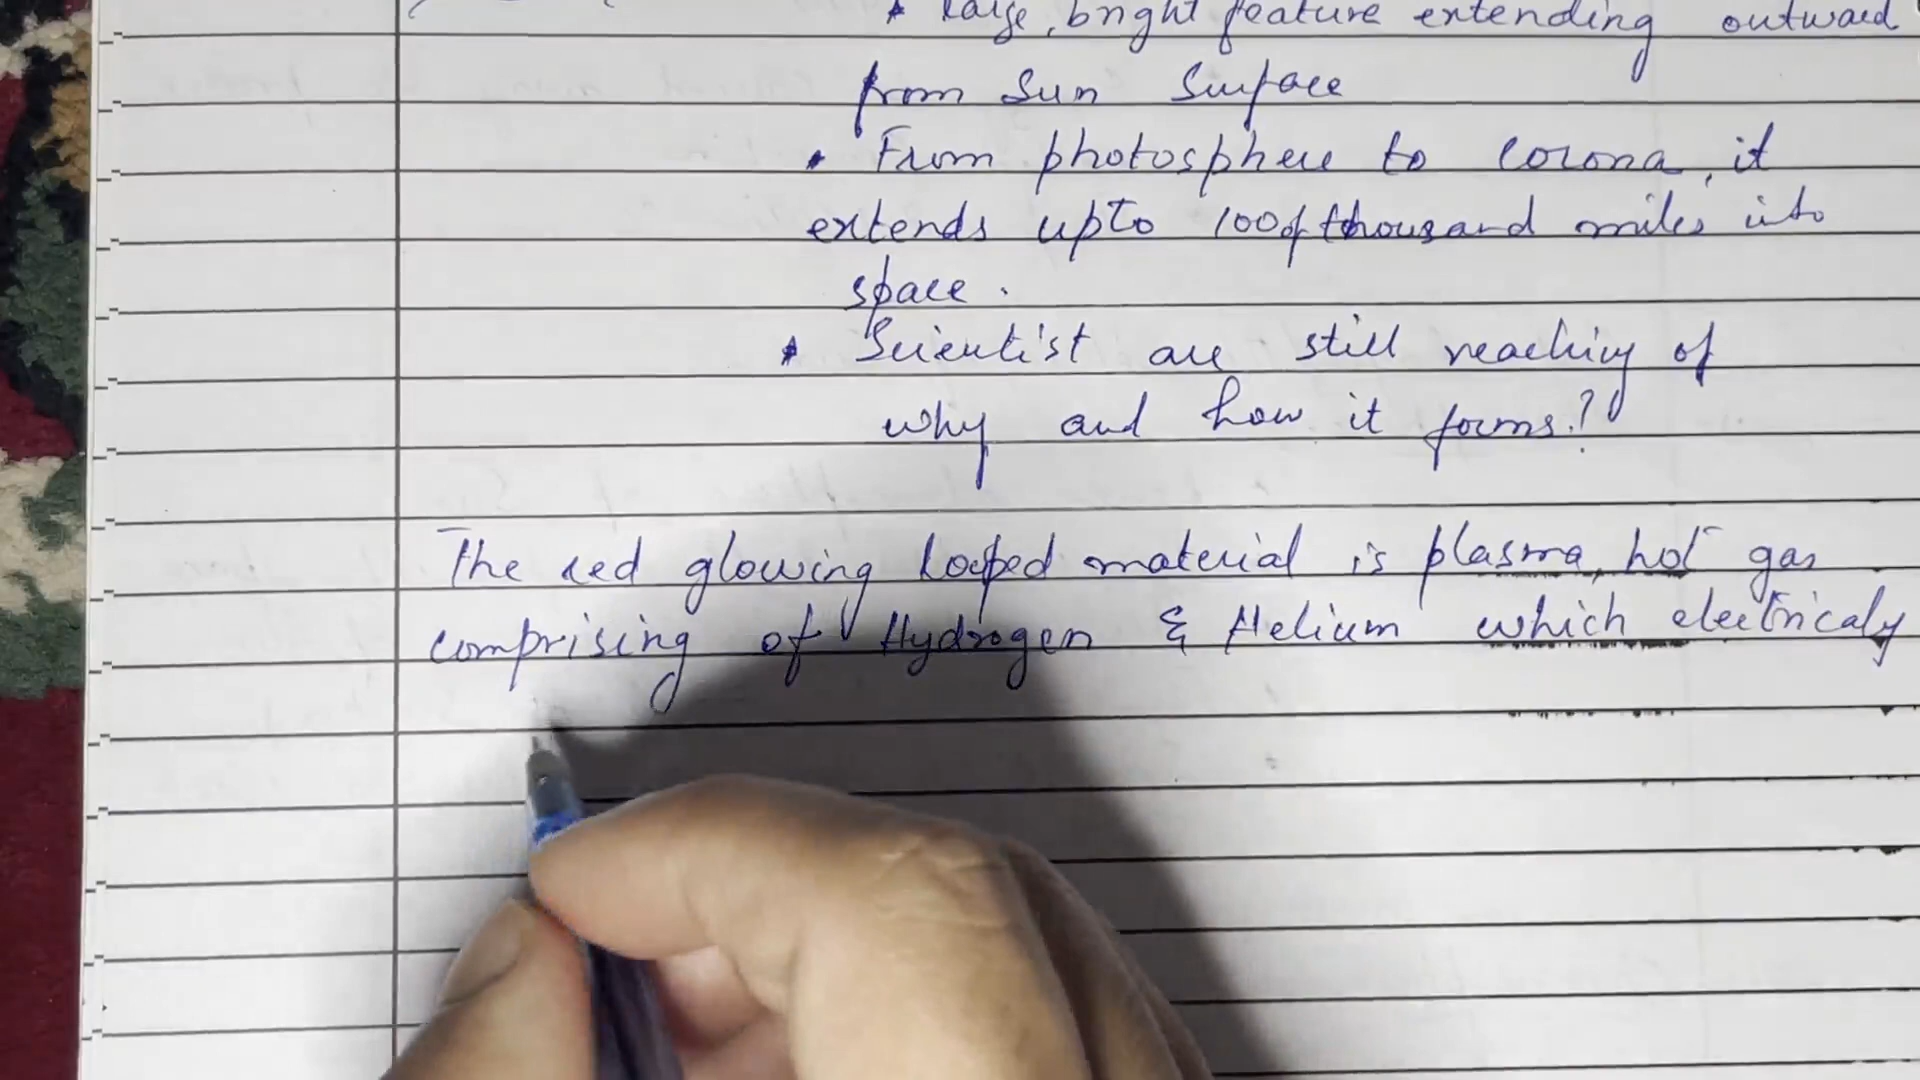 * Large, bright feature extending outward
from Sun Surface
* From photosphere to corona, it
extends upto 100 of thousand miles into
space.
* Scientist are still reaching of
why and how it forms?
The red glowing looped material is plasma, hot gas
comprising of Hydrogen & Helium which electricaly